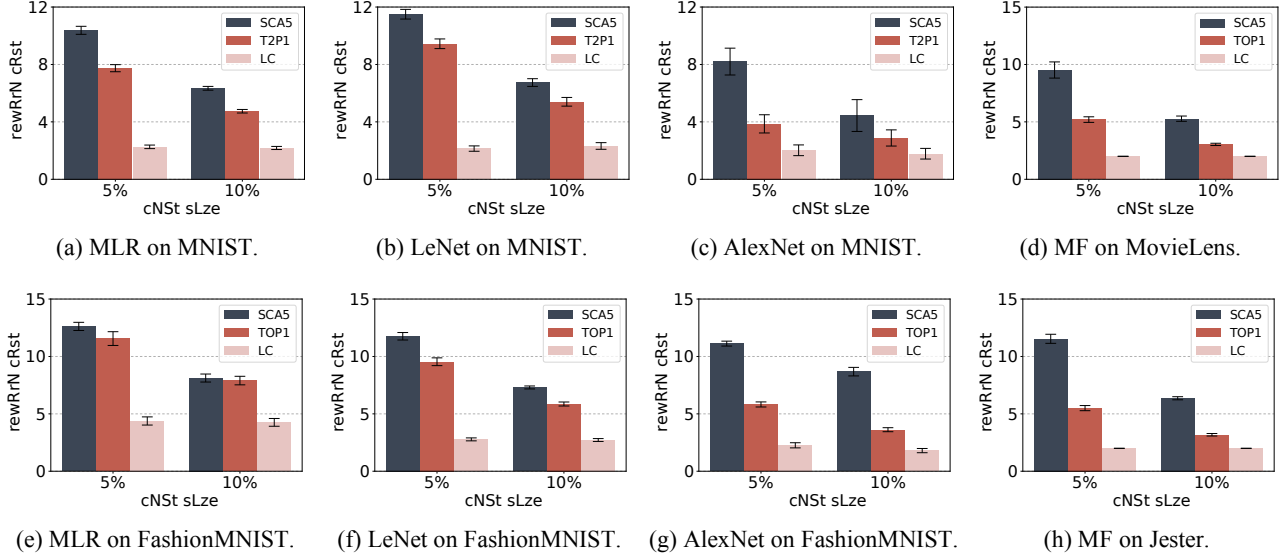 12
8
4
0
rewRrN cRst
SCA5
T2P1
LC
5% 10%
cNSt sLze
(a) MLR on MNIST.
12
8
4
0
rewRrN cRst
SCA5
T2P1
LC
5% 10%
cNSt sLze
(b) LeNet on MNIST.
12
8
4
0
rewRrN cRst
SCA5
T2P1
LC
5% 10%
cNSt sLze
(c) AlexNet on MNIST.
15
10
5
0
rewRrN cRst
SCA5
TOP1
LC
5% 10%
cNSt sLze
(d) MF on MovieLens.
15
10
5
0
rewRrN cRst
SCA5
TOP1
LC
5% 10%
cNSt sLze
(e) MLR on FashionMNIST.
15
10
5
0
rewRrN cRst
SCA5
TOP1
LC
5% 10%
cNSt sLze
(f) LeNet on FashionMNIST.
15
10
5
0
rewRrN cRst
SCA5
TOP1
LC
5% 10%
cNSt sLze
(g) AlexNet on FashionMNIST.
15
10
5
0
rewRrN cRst
SCA5
TOP1
LC
5% 10%
cNSt sLze
(h) MF on Jester.